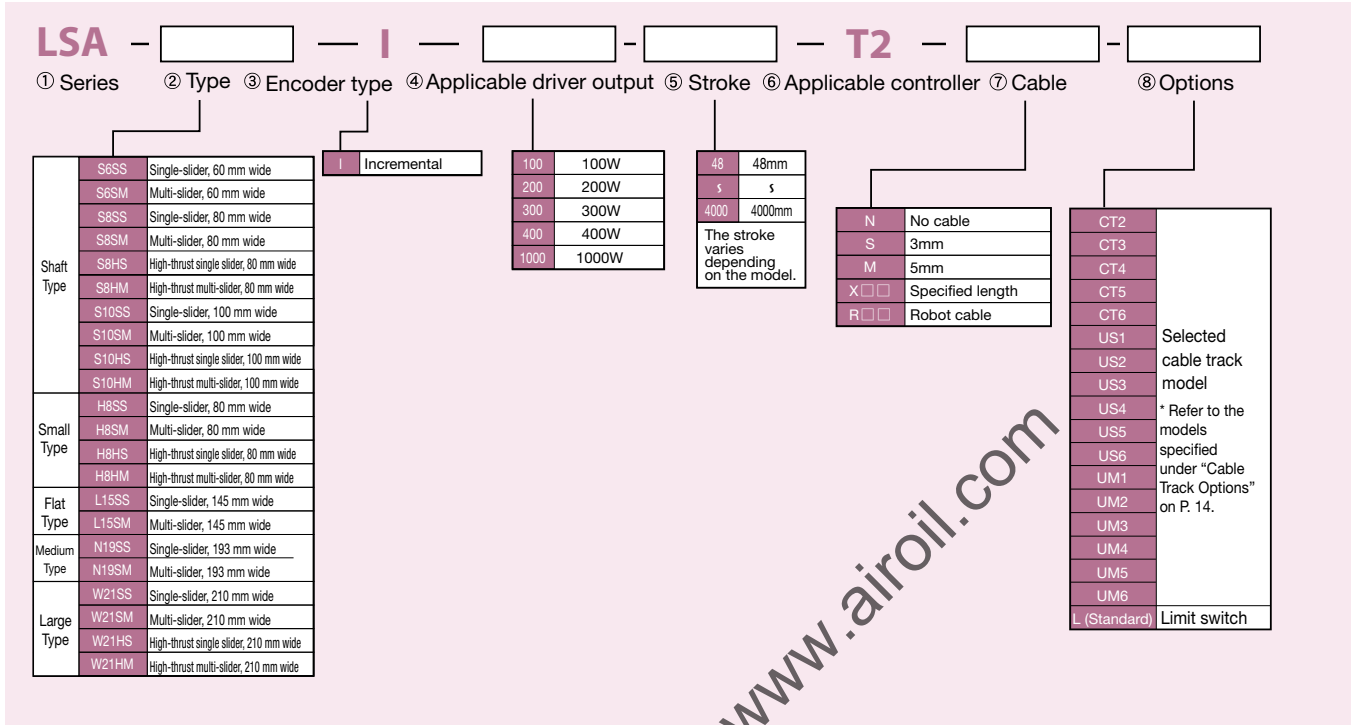 LSA – — I — - — T2 — -
① Series ② Type ③ Encoder type ④ Applicable driver output ⑤ Stroke ⑥ Applicable controller ⑦ Cable ⑧ Options
Shaft Type
S6SS Single-slider, 60 mm wide
S6SM Multi-slider, 60 mm wide
S8SS Single-slider, 80 mm wide
S8SM Multi-slider, 80 mm wide
S8HS High-thrust single slider, 80 mm wide
S8HM High-thrust multi-slider, 80 mm wide
S10SS Single-slider, 100 mm wide
S10SM Multi-slider, 100 mm wide
S10HS High-thrust single slider, 100 mm wide
S10HM High-thrust multi-slider, 100 mm wide
Small Type
H8SS Single-slider, 80 mm wide
H8SM Multi-slider, 80 mm wide
H8HS High-thrust single slider, 80 mm wide
H8HM High-thrust multi-slider, 80 mm wide
Flat Type
L15SS Single-slider, 145 mm wide
L15SM Multi-slider, 145 mm wide
Medium Type
N19SS Single-slider, 193 mm wide
N19SM Multi-slider, 193 mm wide
Large Type
W21SS Single-slider, 210 mm wide
W21SM Multi-slider, 210 mm wide
W21HS High-thrust single slider, 210 mm wide
W21HM High-thrust multi-slider, 210 mm wide
I Incremental
100 100W
200 200W
300 300W
400 400W
1000 1000W
48 48mm
∽ ∽
4000 4000mm
The stroke
varies
depending
on the model.
N No cable
S 3mm
M 5mm
X□□ Specified length
R□□ Robot cable
CT2
CT3
CT4
CT5
CT6
US1
US2
US3
US4
US5
US6
UM1
UM2
UM3
UM4
UM5
UM6
Selected
cable track
model
* Refer to the
models
specified
under “Cable
Track Options”
on P. 14.
L (Standard) Limit switch
www.airoil.com